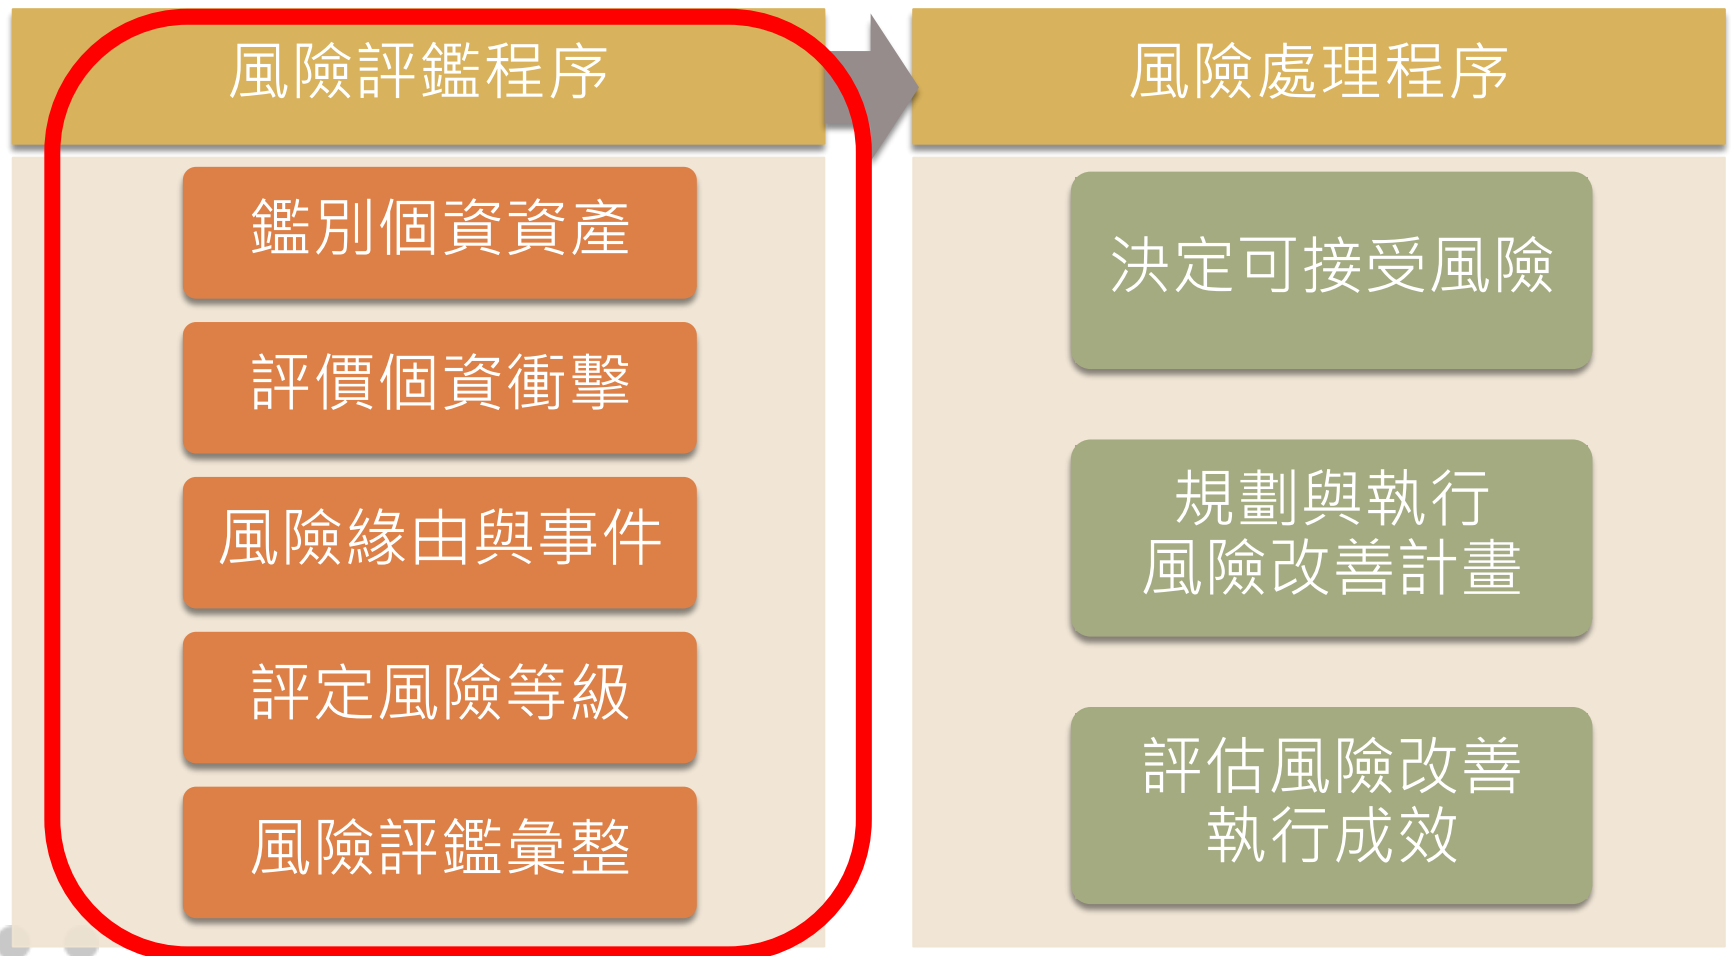 風險評鑑程序
鑑別個資資產
評價個資衝擊
風險緣由與事件
評定風險等級
風險評鑑彙整
風險處理程序
決定可接受風險
規劃與執行
風險改善計畫
評估風險改善
執行成效